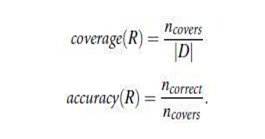 coverage(R) = n_covers / |D|
accuracy(R) = n_correct / n_covers.